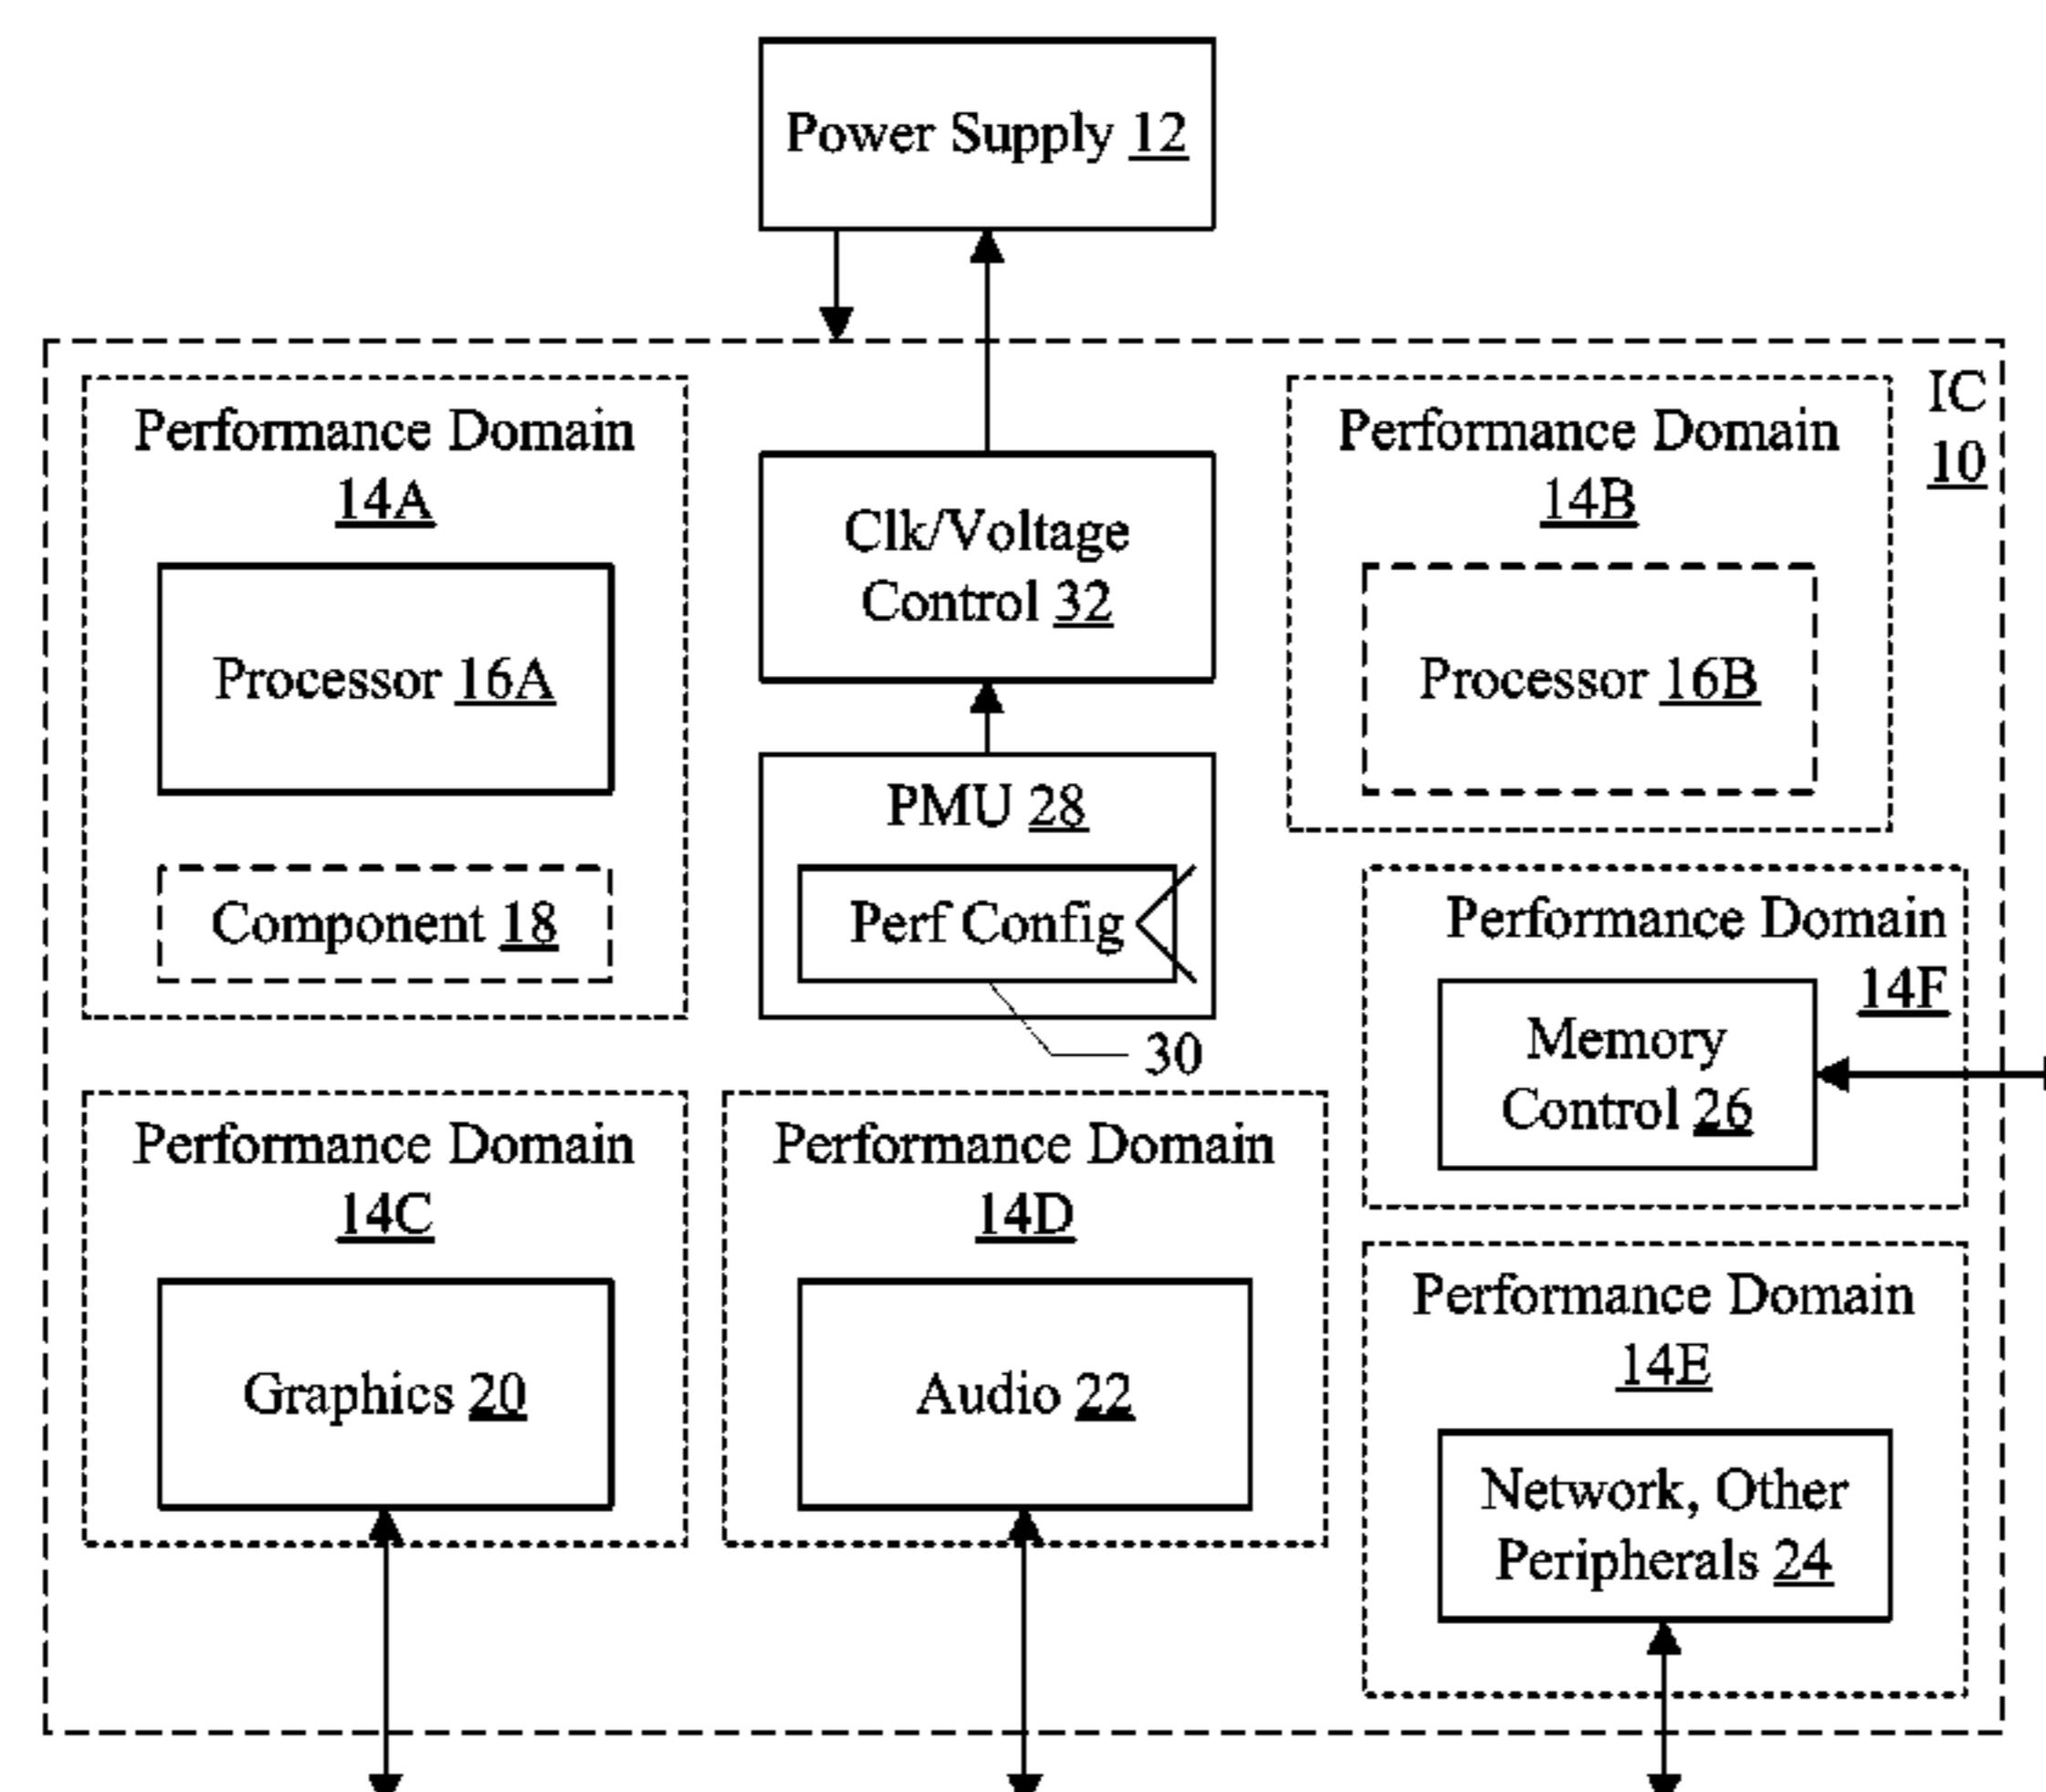 Power Supply 12
IC
10
Performance Domain
14A
Processor 16A
Component 18
Clk/Voltage
Control 32
PMU 28
Perf Config
30
Performance Domain
14B
Processor 16B
Performance Domain
14F
Memory
Control 26
Performance Domain
14C
Graphics 20
Performance Domain
14D
Audio 22
Performance Domain
14E
Network, Other
Peripherals 24